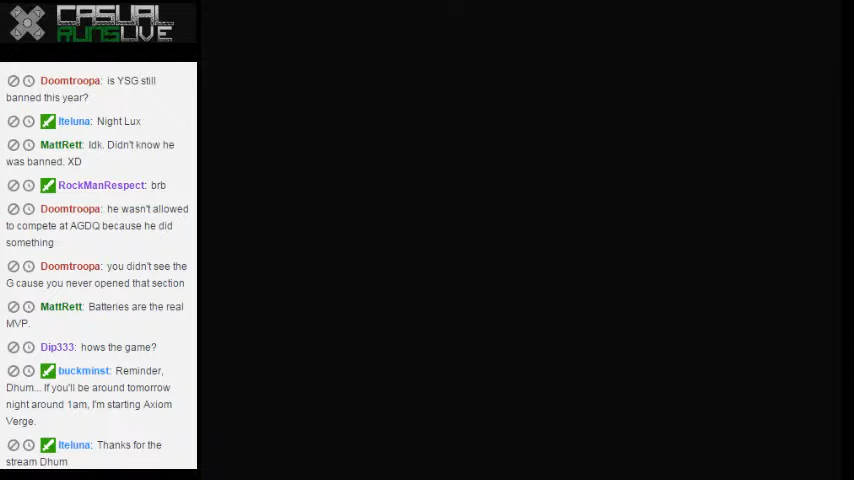 CASUAL
RUNSLIVE
Doomtroopa: is YSG still
banned this year?
Iteluna: Night Lux
MattRett: Idk. Didn't know he
was banned. XD
RockManRespect: brb
Doomtroopa: he wasn't allowed
to compete at AGDQ because he did
something
Doomtroopa: you didn't see the
G cause you never opened that section
MattRett: Batteries are the real
MVP.
Dip333: hows the game?
buckminst: Reminder,
Dhum... If you'll be around tomorrow
night around 1am, I'm starting Axiom
Verge.
Iteluna: Thanks for the
stream Dhum